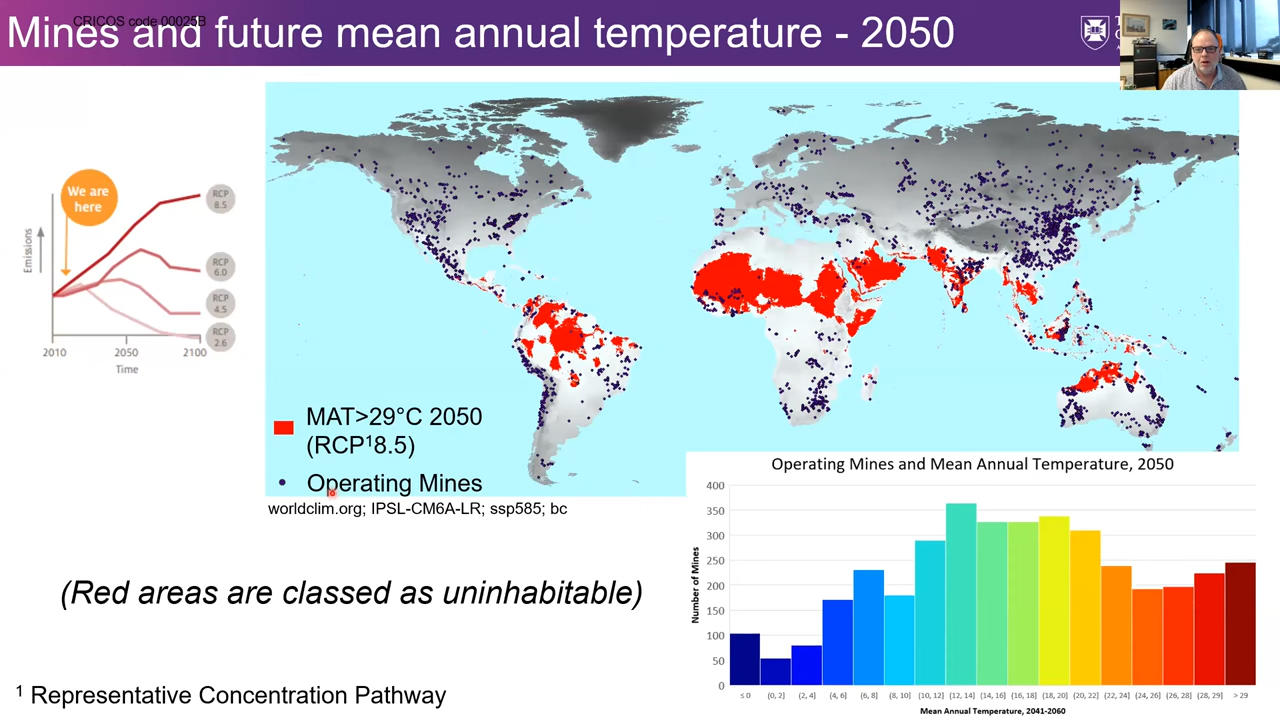 CRICOS code 00025B
Mines and future mean annual temperature - 2050
We are
here
Emissions
RCP
8.5
RCP
6.0
RCP
4.5
RCP
2.6
2010
2050
2100
Time
MAT>29°C 2050
(RCP¹8.5)
Operating Mines
worldclim.org; IPSL-CM6A-LR; ssp585; bc
(Red areas are classed as uninhabitable)
¹ Representative Concentration Pathway
Operating Mines and Mean Annual Temperature, 2050
Number of Mines
400
350
300
250
200
150
100
50
0
≤ 0
(0, 2]
(2, 4]
(4, 6]
(6, 8]
(8, 10]
(10, 12]
(12, 14]
(14, 16]
(16, 18]
(18, 20]
(20, 22]
(22, 24]
(24, 26]
(26, 28]
(28, 29]
> 29
Mean Annual Temperature, 2041-2060